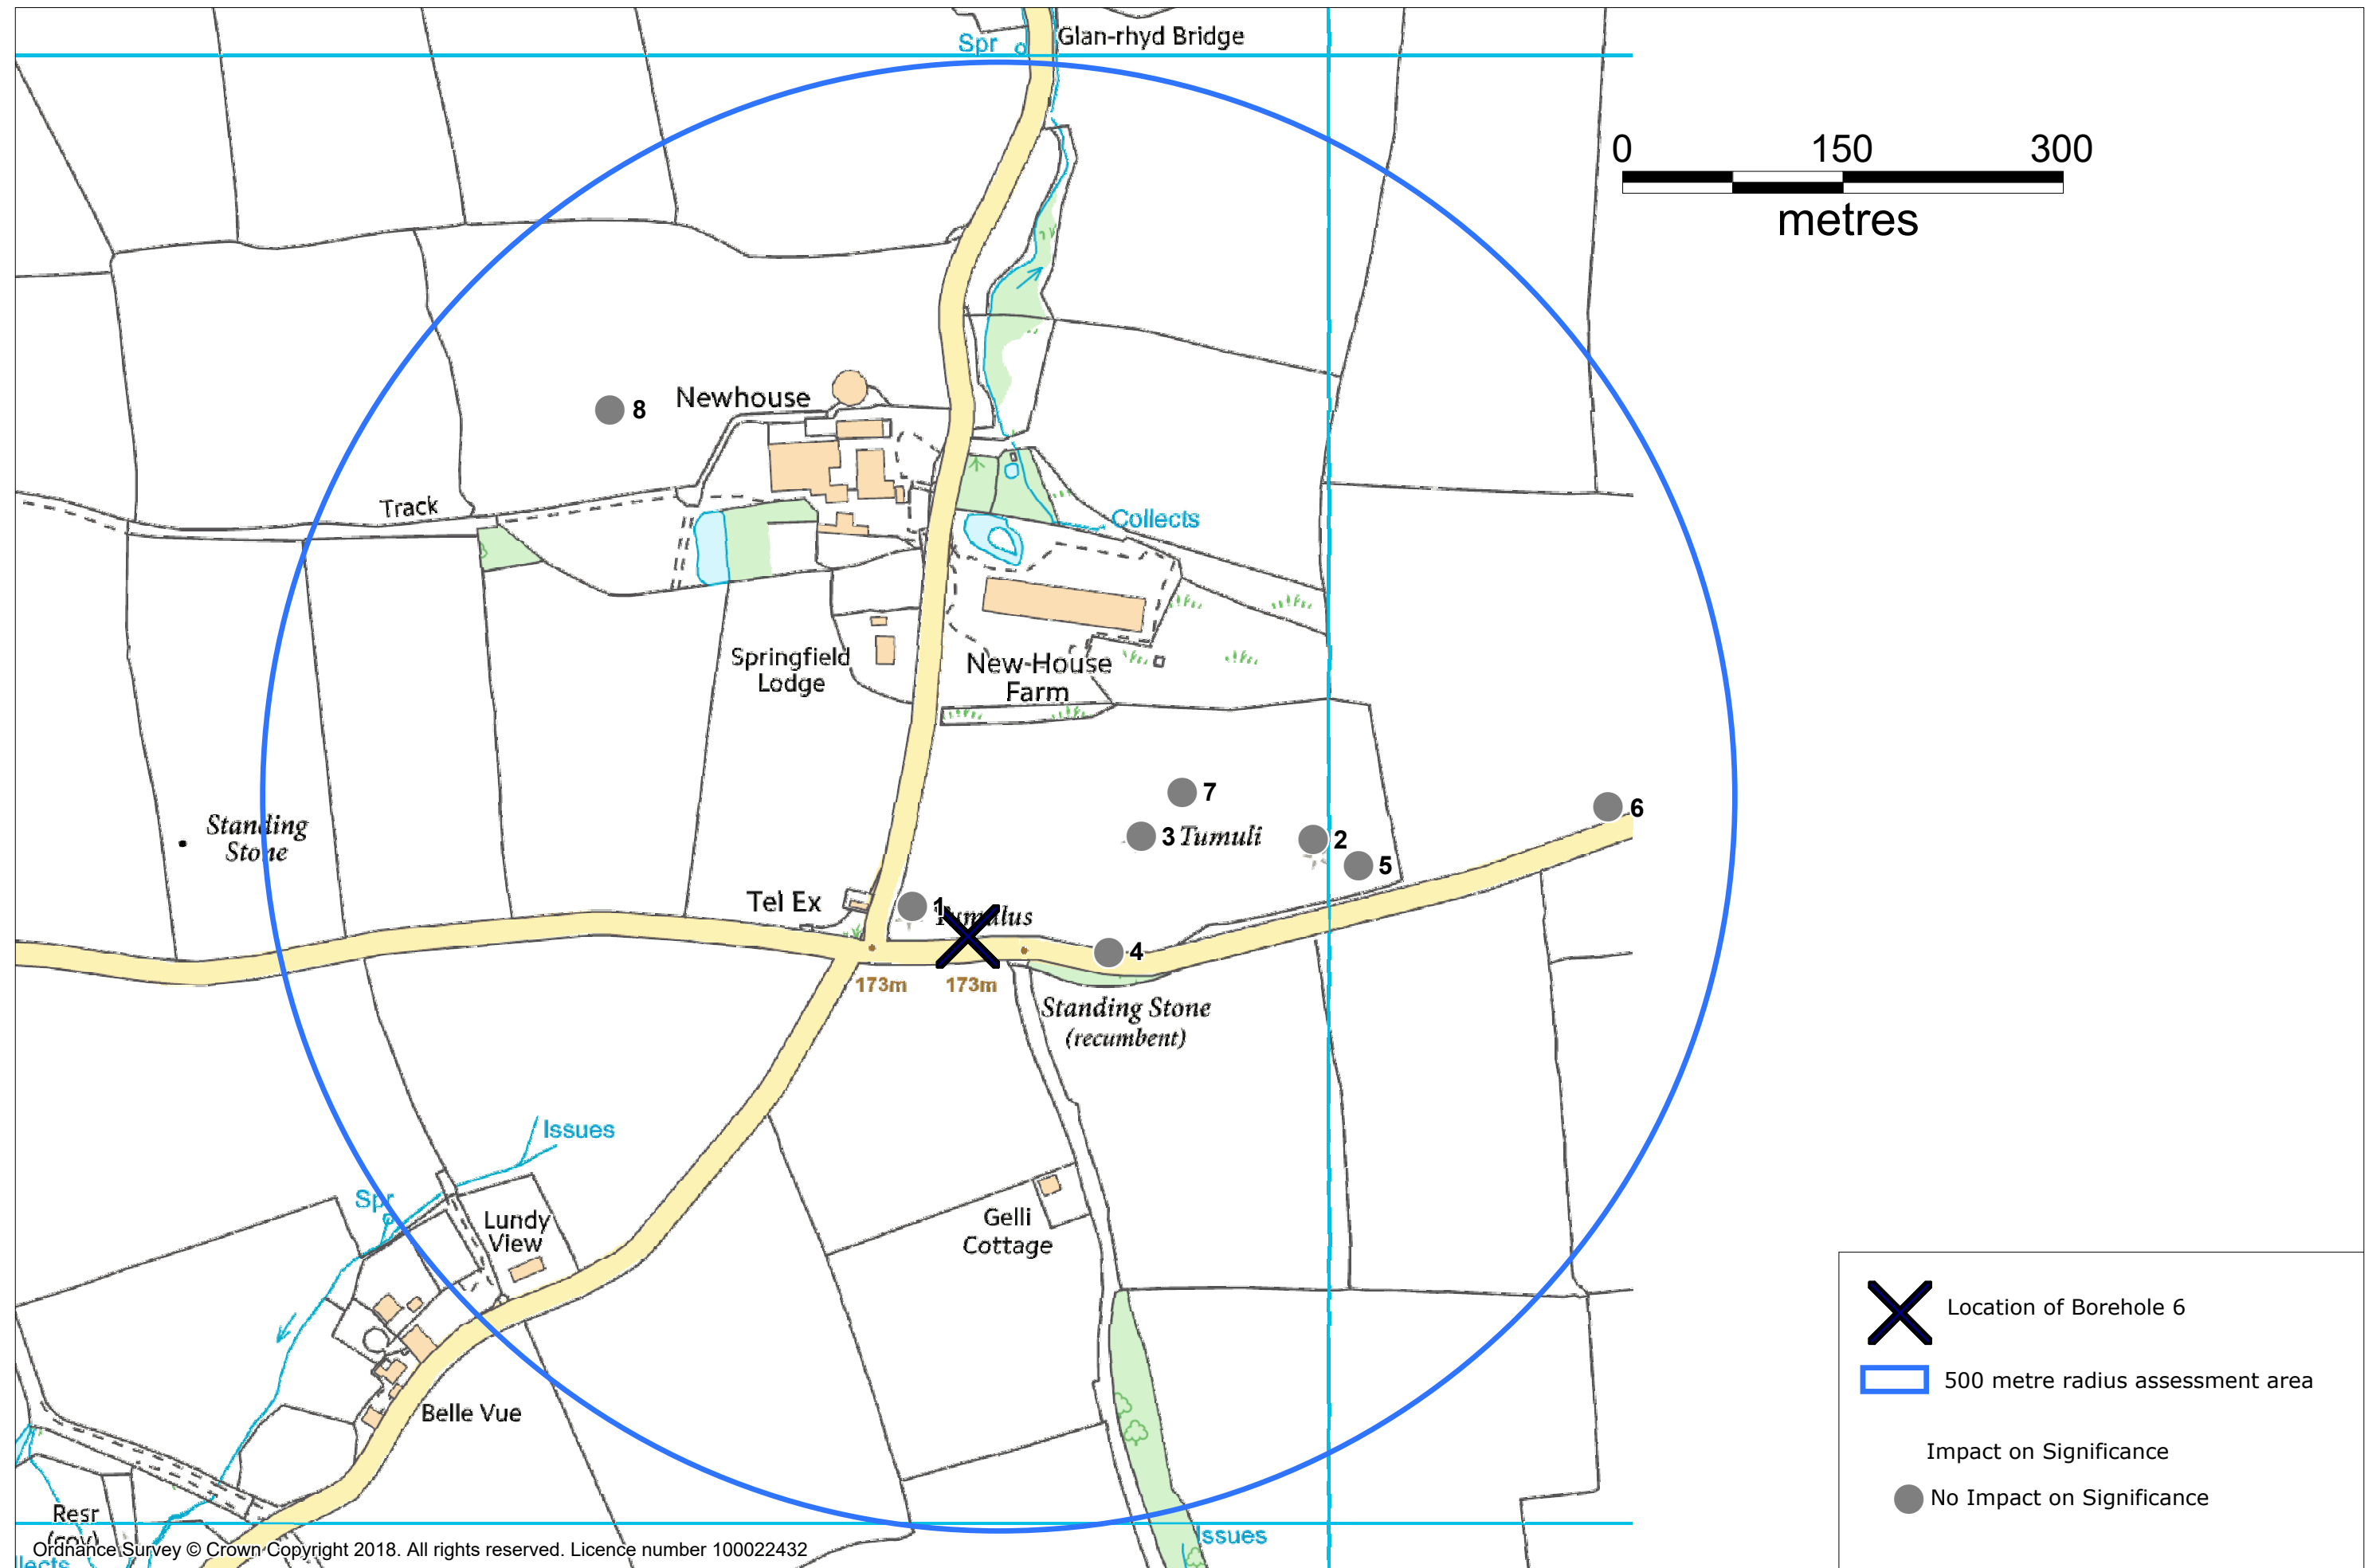 Spr
Glan-rhyd Bridge
0 150 300
metres
Newhouse
8
Track
Collects
Springfield
Lodge
New-House
Farm
7
6
Standing
Stone
3 Tumuli
2
5
Tel Ex
1
Tumulus
4
173m 173m
Standing Stone
(recumbent)
Issues
Spr
Lundy
View
Gelli
Cottage
Location of Borehole 6
500 metre radius assessment area
Belle Vue
Impact on Significance
No Impact on Significance
Resr
(cov)
Issues
Ordnance Survey © Crown Copyright 2018. All rights reserved. Licence number 100022432